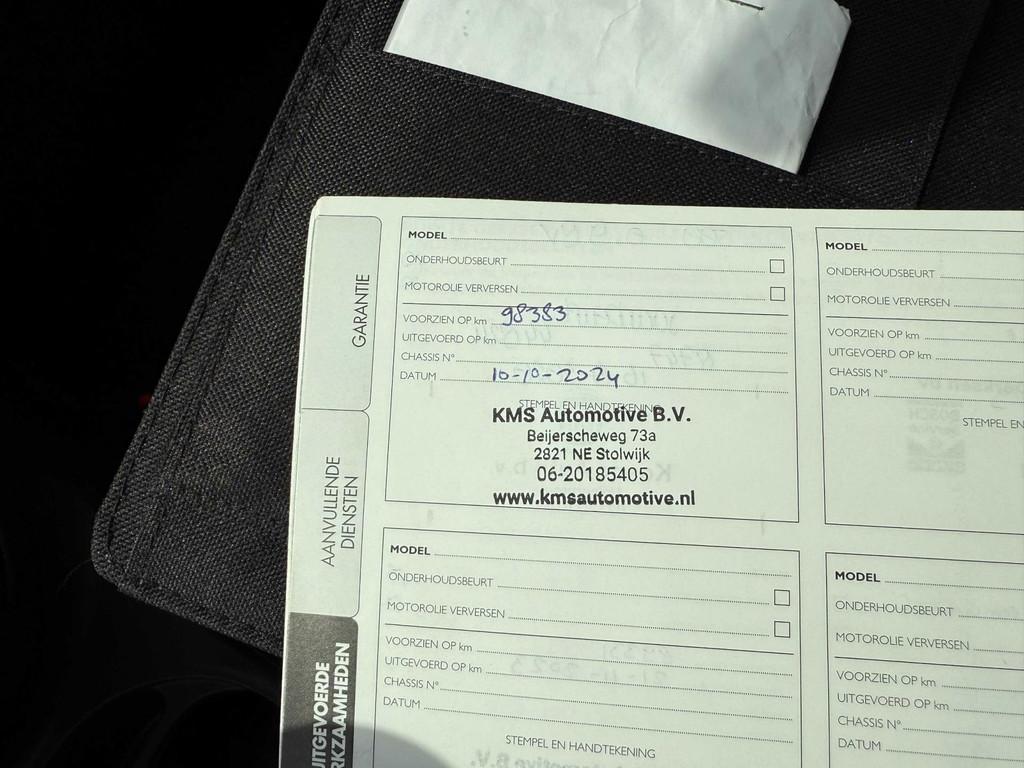 GARANTIE
AANVULLENDE
DIENSTEN
UITGEVOERDE
RKZAAMHEDEN
MODEL
ONDERHOUDSBEURT
MOTOROLIE VERVERSEN
VOORZIEN OP km 98383
UITGEVOERD OP km
CHASSIS N°
DATUM 10-10-2024
STEMPEL EN HANDTEKENING
KMS Automotive B.V.
Beijerscheweg 73a
2821 NE Stolwijk
06-20185405
www.kmsautomotive.nl
MODEL
ONDERHOUDSBEURT
MOTOROLIE VERVERSEN
VOORZIEN OP km
UITGEVOERD OP km
CHASSIS N°
DATUM
STEMPEL EN
MODEL
ONDERHOUDSBEURT
MOTOROLIE VERVERSEN
VOORZIEN OP km
UITGEVOERD OP km
CHASSIS N°
DATUM
STEMPEL EN HANDTEKENING
MODEL
ONDERHOUDSBEURT
MOTOROLIE VERVERSEN
VOORZIEN OP km
UITGEVOERD OP km
CHASSIS N°
DATUM